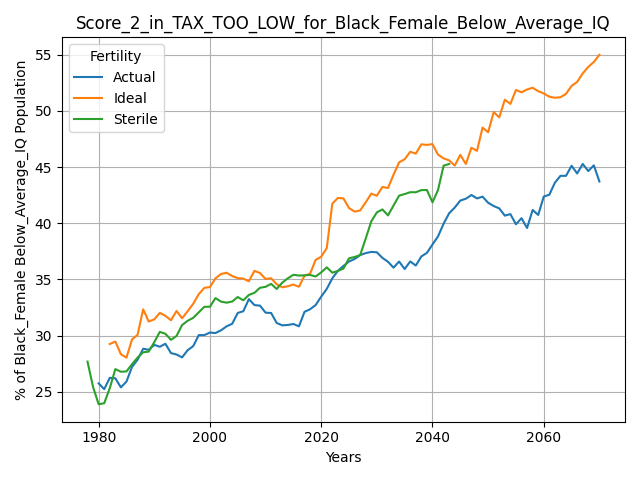 Score_2_in_TAX_TOO_LOW_for_Black_Female_Below_Average_IQ
% of Black_Female Below_Average_IQ Population
Fertility
Actual
Ideal
Sterile
55
50
45
40
35
30
25
1980
2000
2020
2040
2060
Years